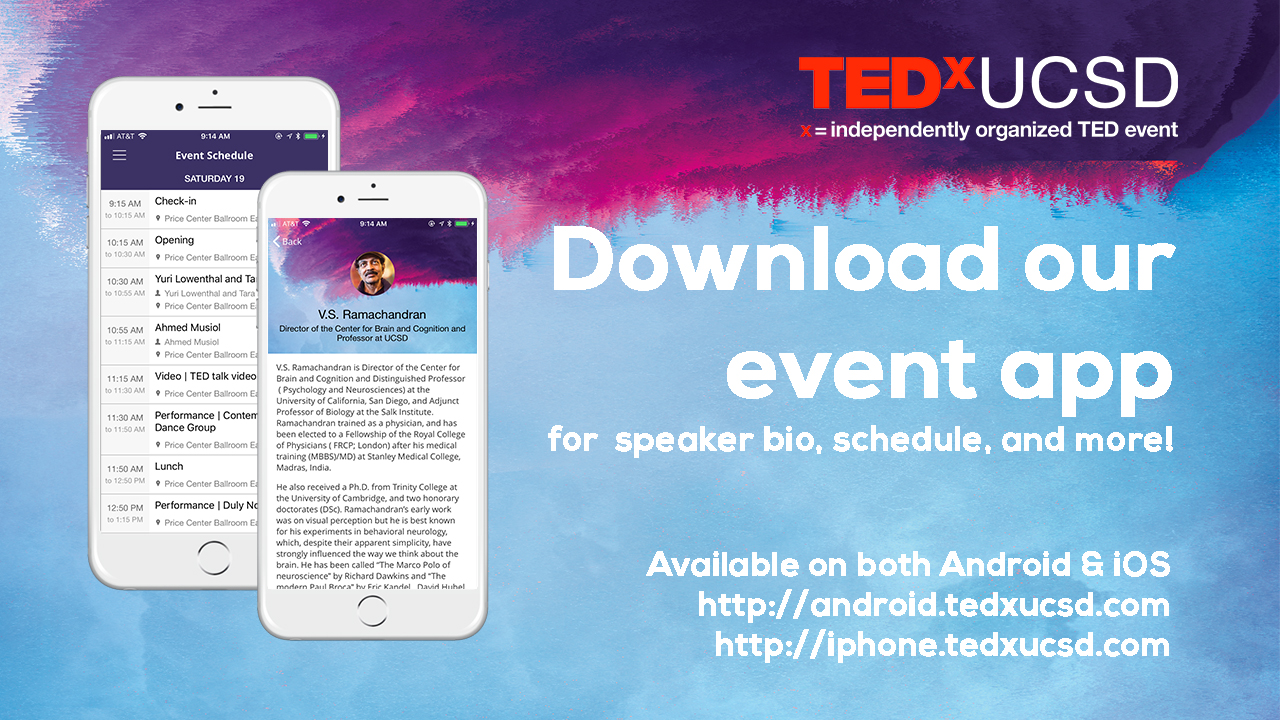 AT&T
9:14 AM
Event Schedule
SATURDAY 19
9:15 AM
to 10:15 AM
Check-in
Price Center Ballroom
10:15 AM
to 10:30 AM
Opening
Price Center Ballroom
10:30 AM
to 10:55 AM
Yuri Lowenthal and
Yuri Lowenthal and Tara
Price Center Ballroom
10:55 AM
to 11:15 AM
Ahmed Musiol
Ahmed Musiol
Price Center Ballroom
11:15 AM
to 11:30 AM
Video | TED talk video
Price Center Ballroom
11:30 AM
to 11:50 AM
Performance |
Dance Group
Price Center Ballroom
11:50 AM
to 12:50 PM
Lunch
Price Center Ballroom
12:50 PM
to 1:15 PM
Performance | Duly
Price Center Ballroom
AT&T
9:14 AM
Back
V.S. Ramachandran
Director of the Center for Brain and Cognition and
Professor at UCSD
V.S. Ramachandran is Director of the Center for
Brain and Cognition and Distinguished Professor
( Psychology and Neurosciences) at the
University of California, San Diego, and Adjunct
Professor of Biology at the Salk Institute.
Ramachandran trained as a physician, and has
been elected to a Fellowship of the Royal College
of Physicians ( FRCP; London) after his medical
training (MBBS)/MD) at Stanley Medical College,
Madras, India.
He also received a Ph.D. from Trinity College at
the University of Cambridge, and two honorary
doctorates (DSc). Ramachandran's early work
was on visual perception but he is best known
for his experiments in behavioral neurology,
which, despite their apparent simplicity, have
strongly influenced the way we think about the
brain. He has been called "The Marco Polo of
neuroscience" by Richard Dawkins and "The
modern Paul Broca" by Eric Kandel. David Hubel
TEDxUCSD
x = independently organized TED event
Download our
event app
for speaker bio, schedule, and more!
Available on both Android & iOS
http://android.tedxucsd.com
http://iphone.tedxucsd.com